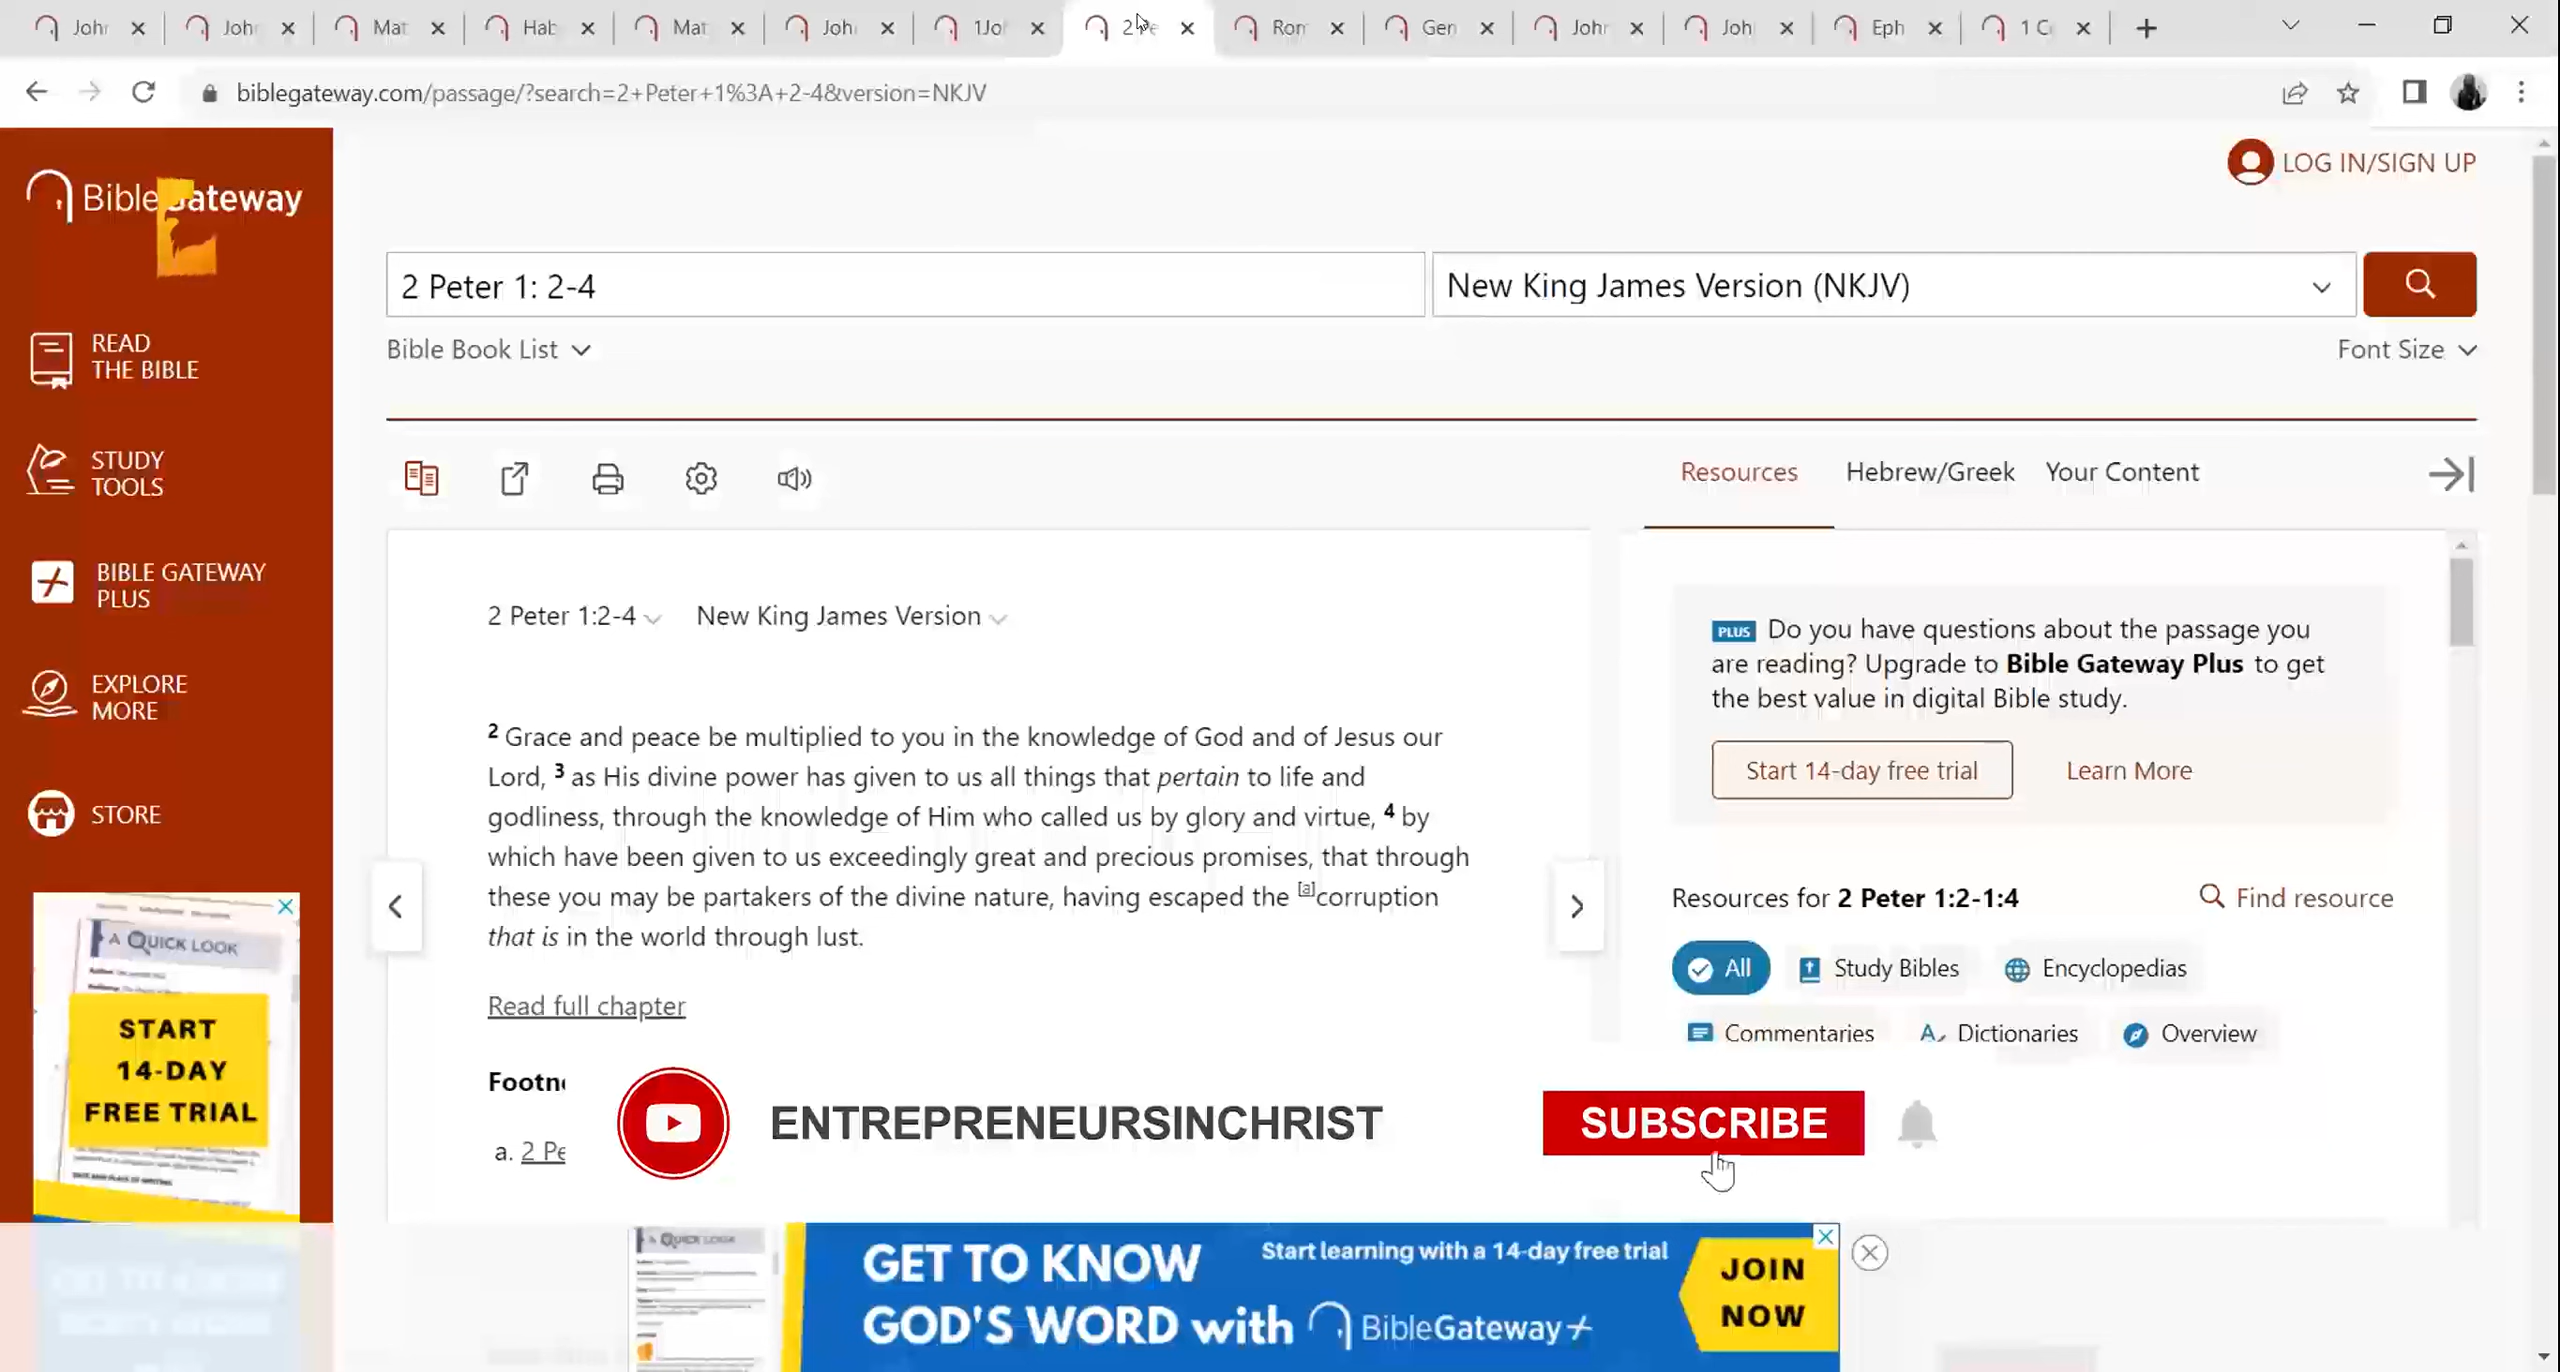 Johr
Joh
Mat
Hab
Mat
Joh
1Jo
2 Pe
Rom
Gen
Johr
Joh
Eph
1 Co
biblegateway.com/passage/?search=2+Peter+1%3A+2-4&version=NKJV
LOG IN/SIGN UP
BibleGateway
2 Peter 1: 2-4
New King James Version (NKJV)
Bible Book List
Font Size
READ
THE BIBLE
STUDY
TOOLS
BIBLE GATEWAY
PLUS
EXPLORE
MORE
STORE
Resources
Hebrew/Greek
Your Content
2 Peter 1:2-4
New King James Version
2 Grace and peace be multiplied to you in the knowledge of God and of Jesus our
Lord, 3 as His divine power has given to us all things that pertain to life and
godliness, through the knowledge of Him who called us by glory and virtue, 4 by
which have been given to us exceedingly great and precious promises, that through
these you may be partakers of the divine nature, having escaped the [a]corruption
that is in the world through lust.
Read full chapter
Footn
a. 2 Pe
PLUS Do you have questions about the passage you
are reading? Upgrade to Bible Gateway Plus to get
the best value in digital Bible study.
Start 14-day free trial
Learn More
Resources for 2 Peter 1:2-1:4
Find resource
All
Study Bibles
Encyclopedias
Commentaries
Dictionaries
Overview
A QUICK LOOK
START
14-DAY
FREE TRIAL
ENTREPRENEURSINCHRIST
SUBSCRIBE
A QUICK LOOK
GET TO KNOW
GOD'S WORD with BibleGateway+
Start learning with a 14-day free trial
JOIN
NOW